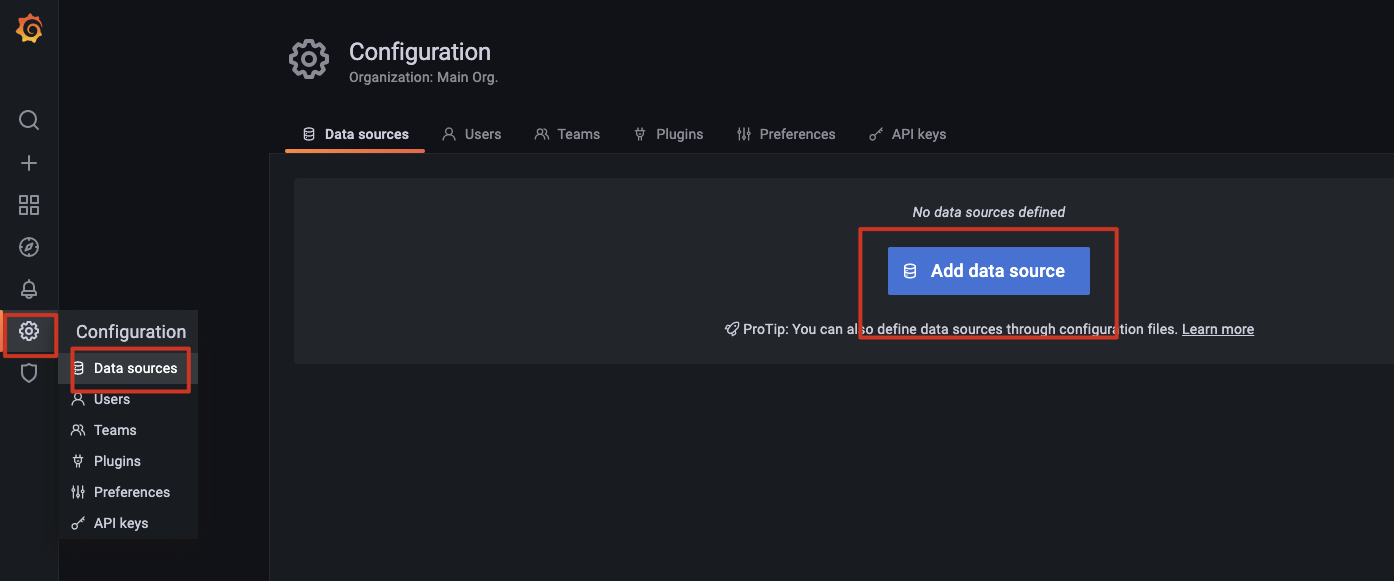 Configuration
Organization: Main Org.
Data sources Users Teams Plugins Preferences API keys
No data sources defined
Add data source
ProTip: You can also define data sources through configuration files. Learn more
Configuration
Data sources
Users
Teams
Plugins
Preferences
API keys